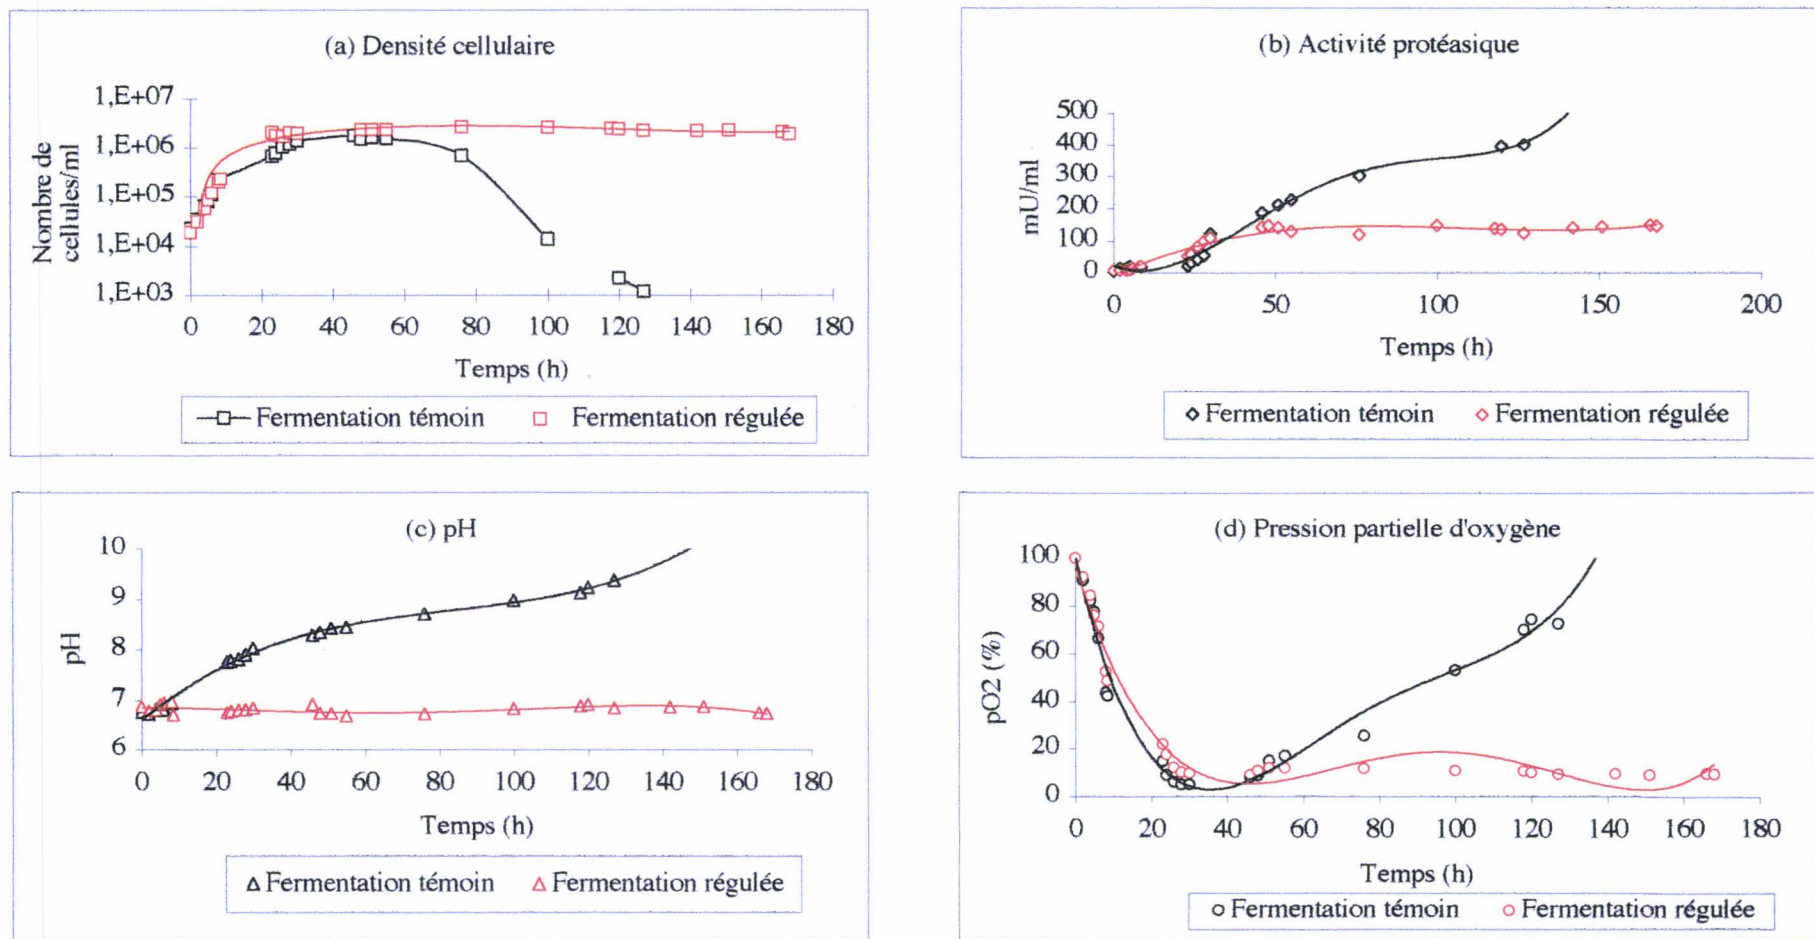 (a) Densité cellulaire
Nombre de
cellules/ml
1,E+07
1,E+06
1,E+05
1,E+04
1,E+03
0 20 40 60 80 100 120 140 160 180
Temps (h)
Fermentation témoin Fermentation régulée
(b) Activité protéasique
mU/ml
500
400
300
200
100
0
0 50 100 150 200
Temps (h)
Fermentation témoin Fermentation régulée
(c) pH
pH
10
9
8
7
6
0 20 40 60 80 100 120 140 160 180
Temps (h)
Fermentation témoin Fermentation régulée
(d) Pression partielle d'oxygène
pO2 (%)
100
80
60
40
20
0
0 20 40 60 80 100 120 140 160 180
Temps (h)
Fermentation témoin Fermentation régulée